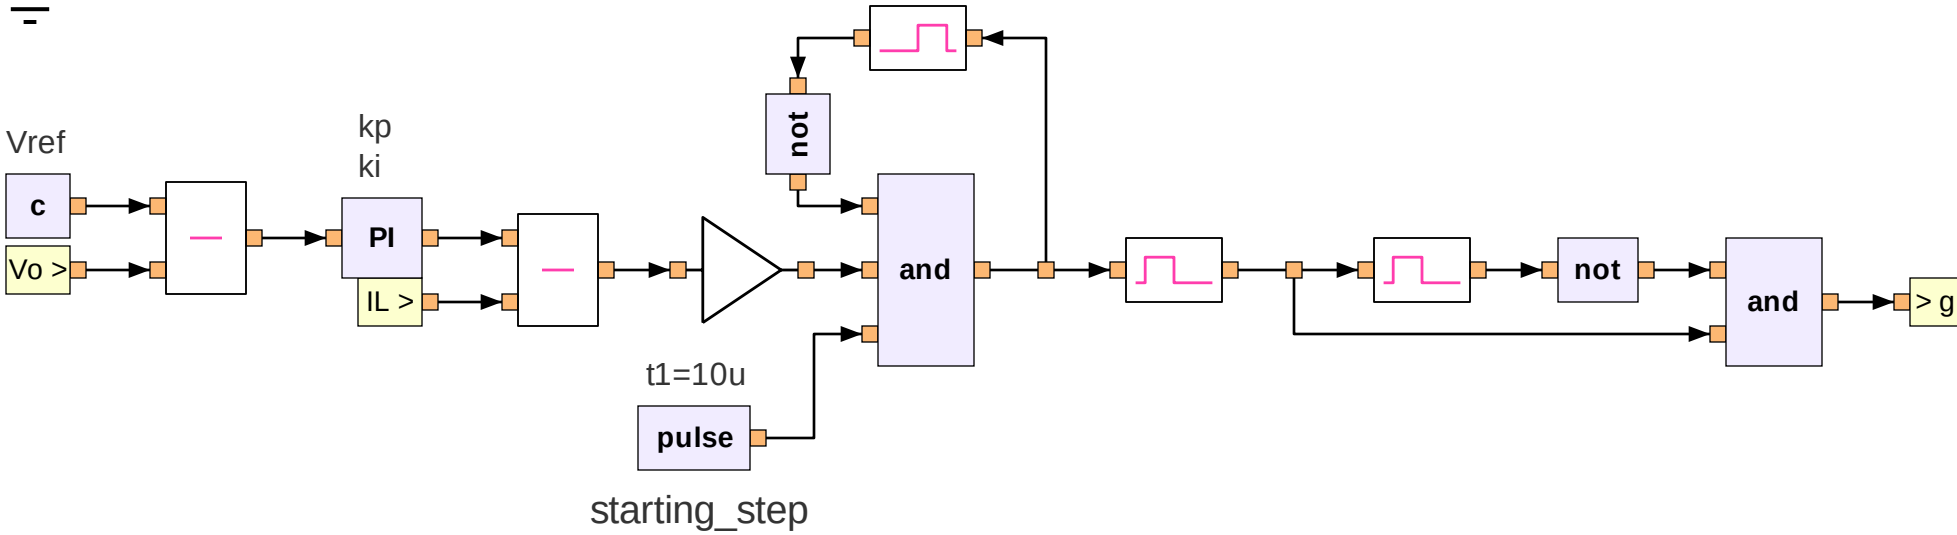 Vref
c
Vo >
kp
ki
PI
IL >
not
and
t1=10u
pulse
starting_step
not
and
> g